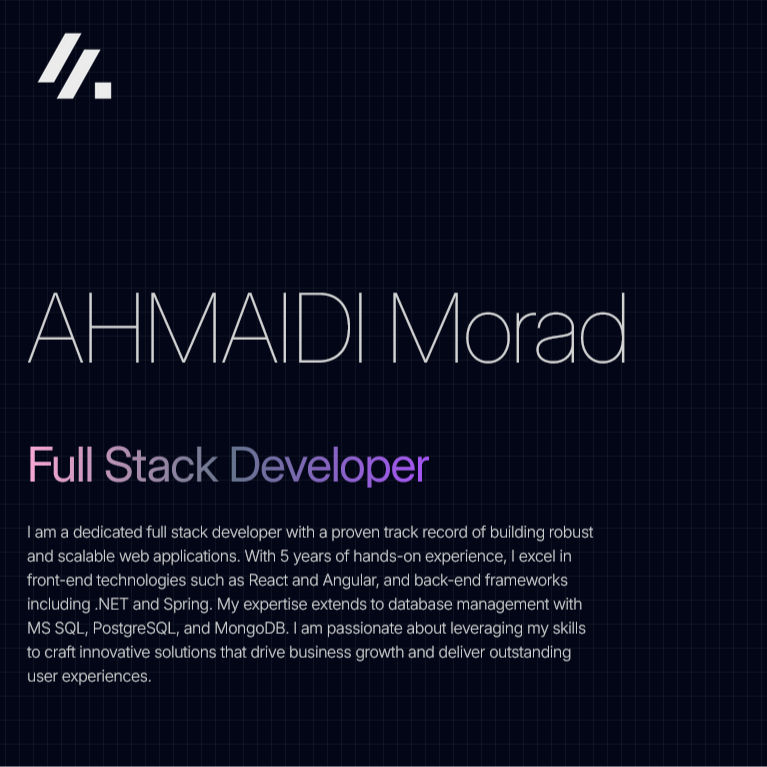 AHMAIDI Morad
Full Stack Developer
I am a dedicated full stack developer with a proven track record of building robust
and scalable web applications. With 5 years of hands-on experience, I excel in
front-end technologies such as React and Angular, and back-end frameworks
including .NET and Spring. My expertise extends to database management with
MS SQL, PostgreSQL, and MongoDB. I am passionate about leveraging my skills
to craft innovative solutions that drive business growth and deliver outstanding
user experiences.